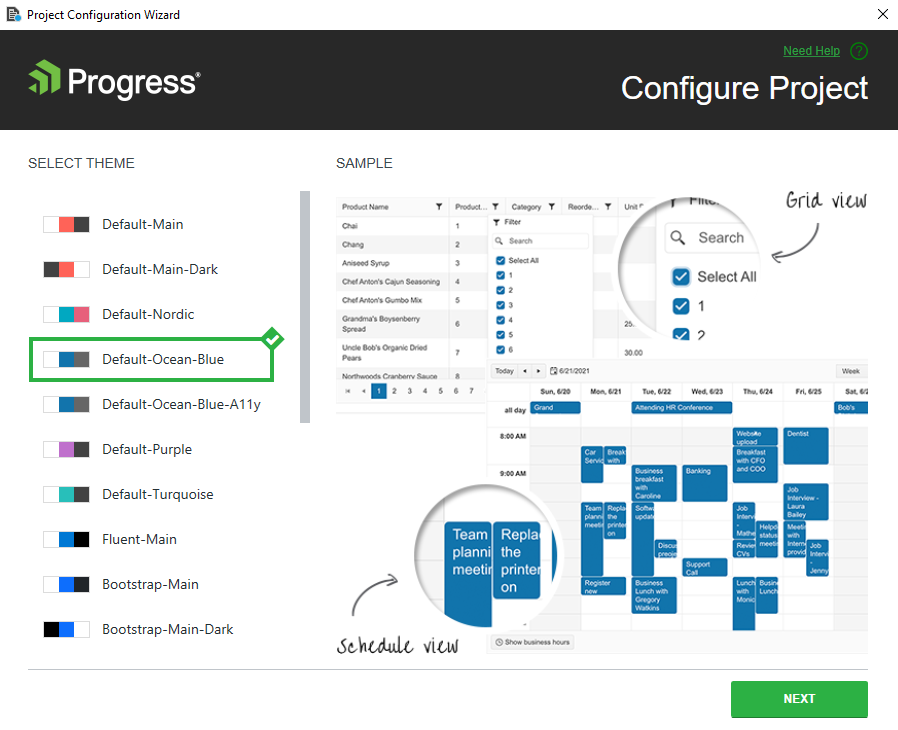 Project Configuration Wizard
Need Help ?
Progress®
Configure Project
SELECT THEME
Default-Main
Default-Main-Dark
Default-Nordic
Default-Ocean-Blue
Default-Ocean-Blue-A11y
Default-Purple
Default-Turquoise
Fluent-Main
Bootstrap-Main
Bootstrap-Main-Dark
SAMPLE
Product Name
Product...
Category
Reorde...
Unit
Chai
1
Chang
2
Aniseed Syrup
3
Chef Anton's Cajun Seasoning
4
Chef Anton's Gumbo Mix
5
Grandma's Boysenberry
Spread
6
Uncle Bob's Organic Dried
Pears
7
Northwoods Cranberry Sauce
8
1 2 3 4 5 6 7
Filter
Search
Select All
1
2
3
4
5
6
25.
30.00
Search
Select All
1
2
Grid view
Today
6/21/2021
Week
Sun, 6/20
Mon, 6/21
Tue, 6/22
Wed, 6/23
Thu, 6/24
Fri, 6/25
Sat, 6/2
all day
Grand
Attending HR Conference
Bob's
8:00 AM
9:00 AM
Car
Servic
Break
with
Team
planni
meetin
Replac
the
printer
on
Register
new
Business
breakfast
with
Caroline
Softw
update
Discu
Business
Lunch with
Gregory
Watkins
Banking
Support
Call
Website
upload
Breakfast
with CFO
and COO
Job
Intervi
-
Mathe
Helpd
status
meetin
Review
CVs
Lunch
with
Monic
Busin
Lunch
Dentist
Job
Interview -
Laura
Bailey
Meetin
with
Intern
provid
Job
Intervi
-
Jenny
Team
planni
meetir
Repla
the
printer
on
Schedule view
Show business hours
NEXT